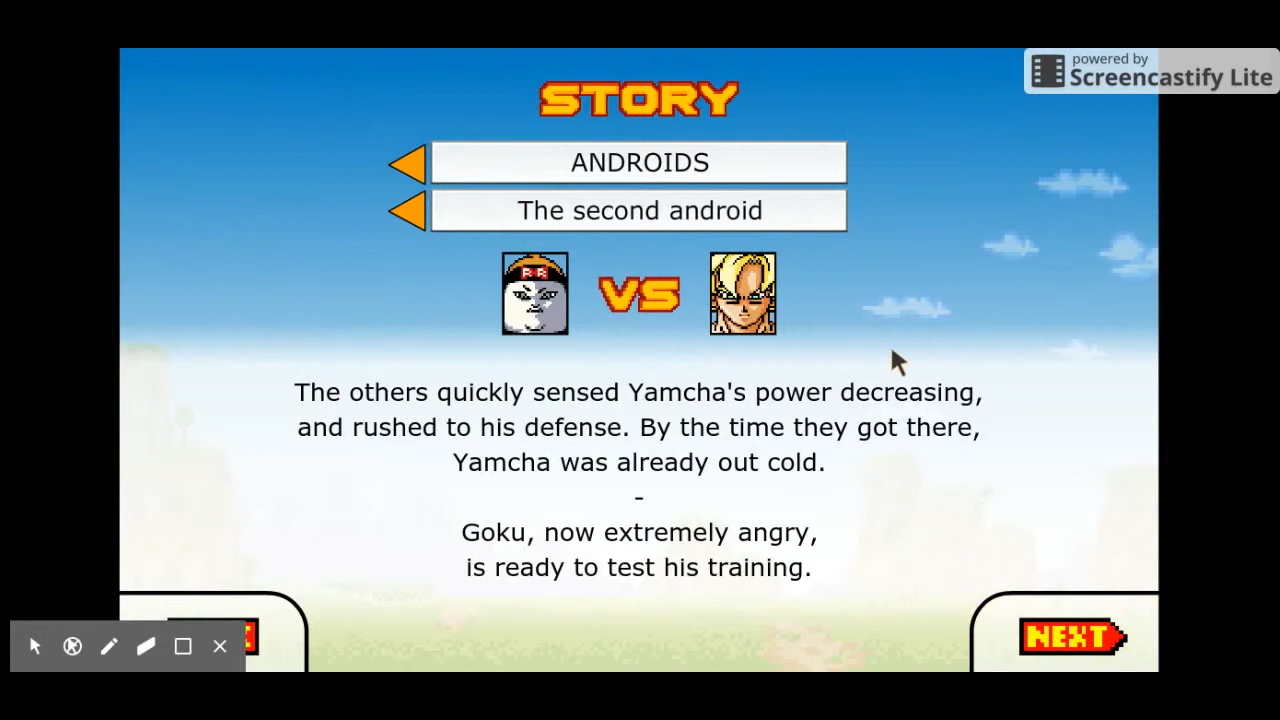 powered by
Screencastify Lite
STORY
ANDROIDS
The second android
RR
VS
The others quickly sensed Yamcha's power decreasing,
and rushed to his defense. By the time they got there,
Yamcha was already out cold.
-
Goku, now extremely angry,
is ready to test his training.
NEXT